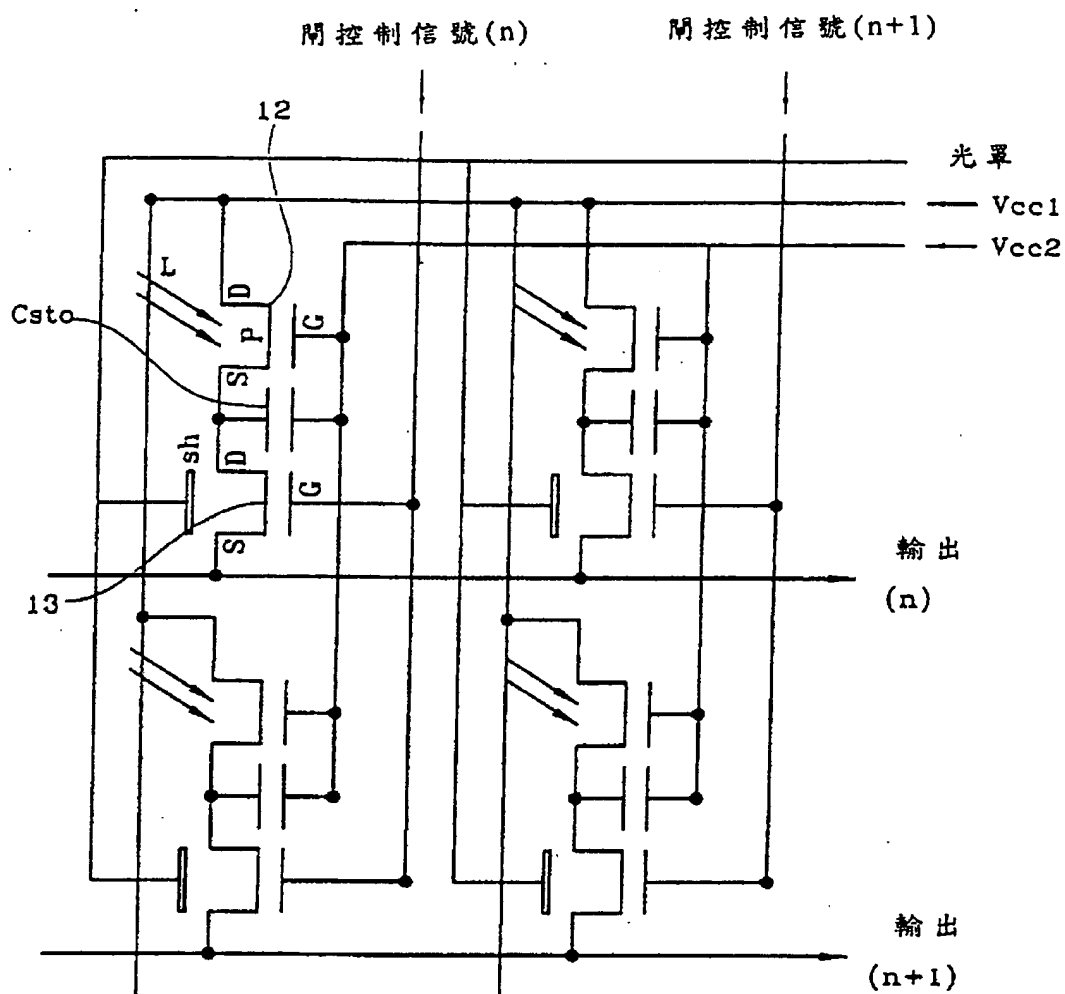 閘控制信號(n)
閘控制信號(n+1)
12
光罩
Vcc1
Vcc2
L
D
Csto
P
G
S
sh
D
G
S
輸出
(n)
13
輸出
(n+1)